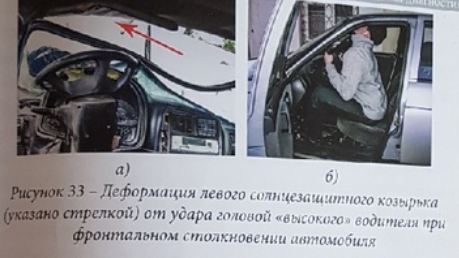 а)
б)
Рисунок 33 – Деформация левого солнцезащитного козырька
(указано стрелкой) от удара головой «высокого» водителя при
фронтальном столкновении автомобиля